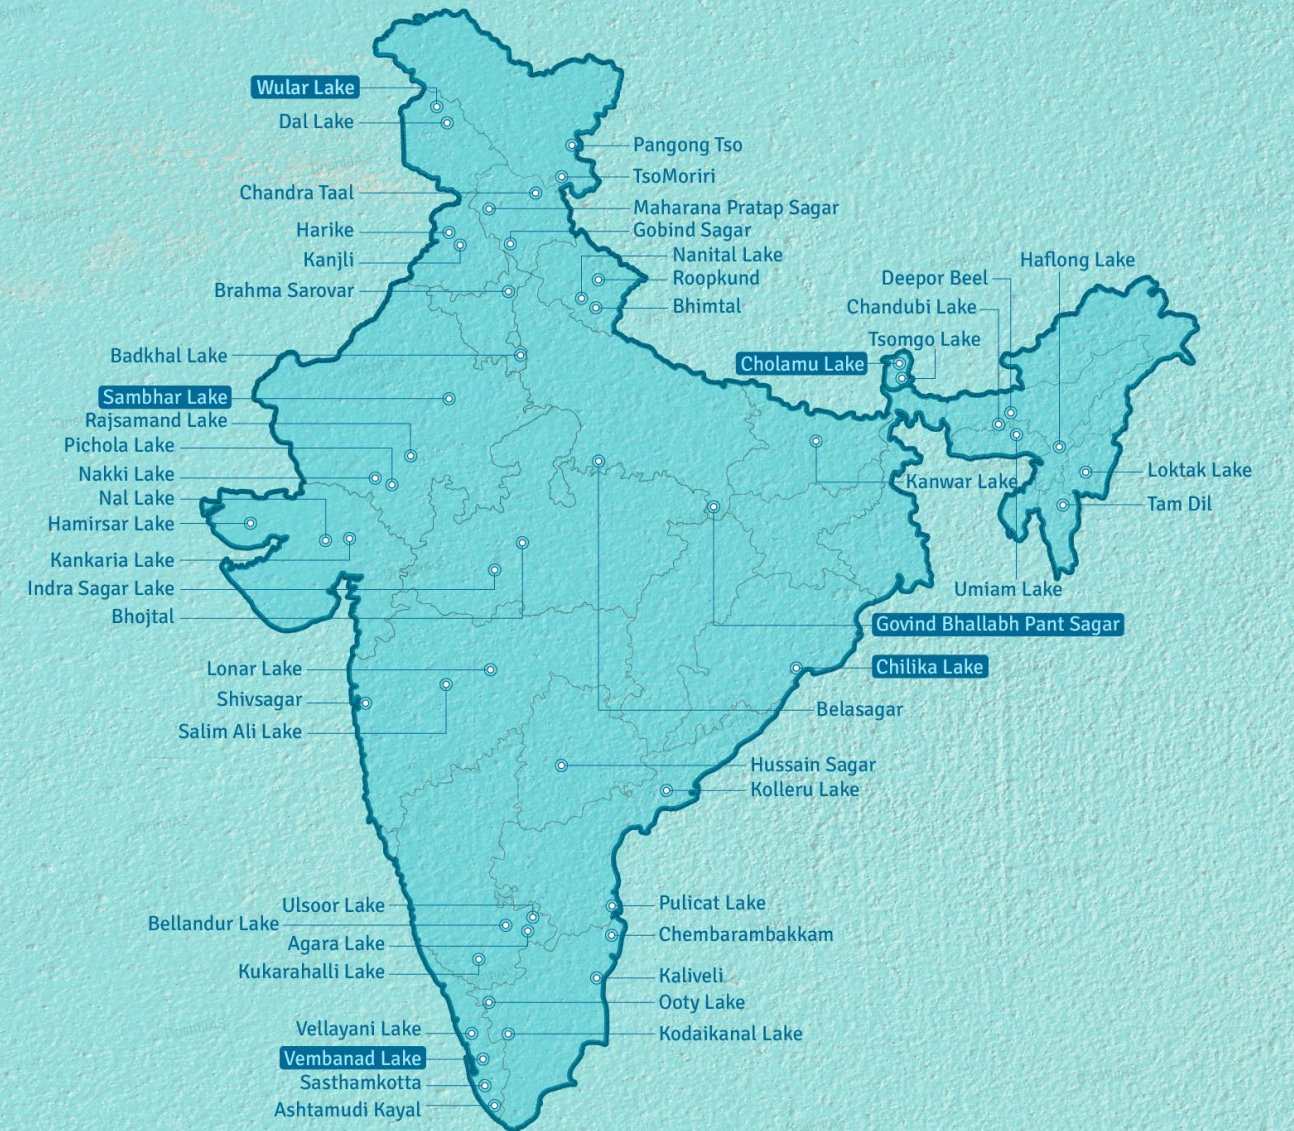 Wular Lake
Dal Lake
Pangong Tso
TsoMoriri
Chandra Taal
Maharana Pratap Sagar
Harike
Gobind Sagar
Kanjli
Nanital Lake
Haflong Lake
Roopkund
Deepor Beel
Brahma Sarovar
Bhimtal
Chandubi Lake
Tsomgo Lake
Badkhal Lake
Cholamu Lake
Sambhar Lake
Rajsamand Lake
Pichola Lake
Nakki Lake
Loktak Lake
Kanwar Lake
Nal Lake
Tam Dil
Hamirsar Lake
Kankaria Lake
Indra Sagar Lake
Umiam Lake
Bhojtal
Govind Bhallabh Pant Sagar
Lonar Lake
Chilika Lake
Shivsagar
Belasagar
Salim Ali Lake
Hussain Sagar
Kolleru Lake
Ulsoor Lake
Pulicat Lake
Bellandur Lake
Chembarambakkam
Agara Lake
Kukarahalli Lake
Kaliveli
Ooty Lake
Vellayani Lake
Kodaikanal Lake
Vembanad Lake
Sasthamkotta
Ashtamudi Kayal